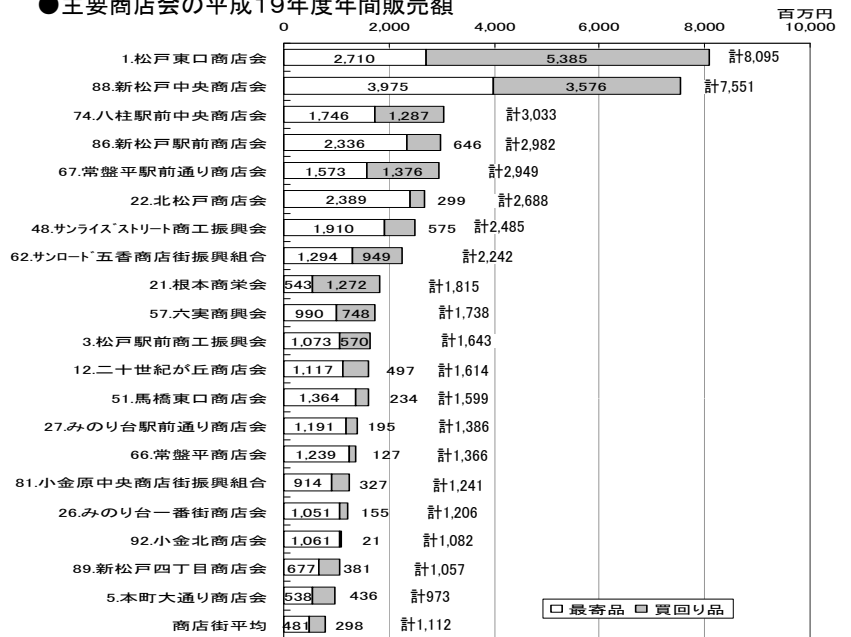 ●主要商店会の平成19年度年間販売額
百万円
0 2,000 4,000 6,000 8,000 10,000
1.松戸東口商店会 2,710 5,385 計8,095
88.新松戸中央商店会 3,975 3,576 計7,551
74.八柱駅前中央商店会 1,746 1,287 計3,033
86.新松戸駅前商店会 2,336 646 計2,982
67.常盤平駅前通り商店会 1,573 1,376 計2,949
22.北松戸商店会 2,389 299 計2,688
48.サンライズストリート商工振興会 1,910 575 計2,485
62.サンロード五香商店街振興組合 1,294 949 計2,242
21.根本商栄会 543 1,272 計1,815
57.六実商興会 990 748 計1,738
3.松戸駅前商工振興会 1,073 570 計1,643
12.二十世紀が丘商店会 1,117 497 計1,614
51.馬橋東口商店会 1,364 234 計1,599
27.みのり台駅前通り商店会 1,191 195 計1,386
66.常盤平商店会 1,239 127 計1,366
81.小金原中央商店街振興組合 914 327 計1,241
26.みのり台一番街商店会 1,051 155 計1,206
92.小金北商店会 1,061 21 計1,082
89.新松戸四丁目商店会 677 381 計1,057
5.本町大通り商店会 538 436 計973
商店街平均 481 298 計1,112
最寄品 買回り品